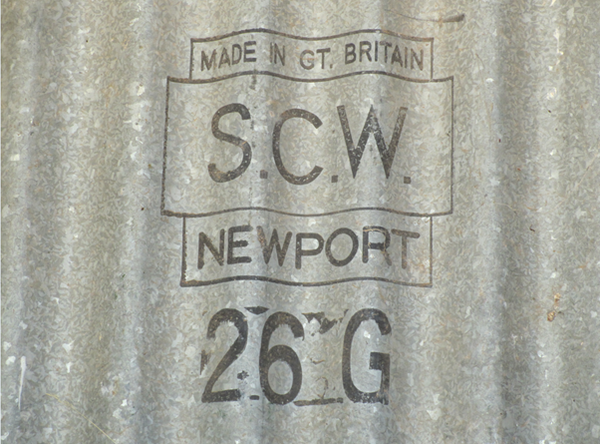 MADE IN GT. BRITAIN
S.C.W.
NEWPORT
26 G